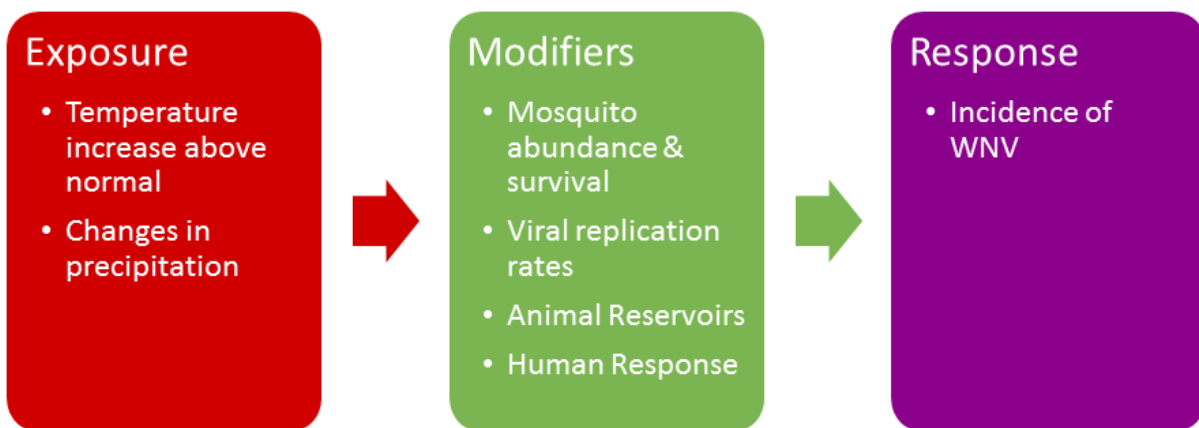 Exposure
• Temperature
increase above
normal
• Changes in
precipitation
Modifiers
• Mosquito
abundance &
survival
• Viral replication
rates
• Animal Reservoirs
• Human Response
Response
• Incidence of
WNV